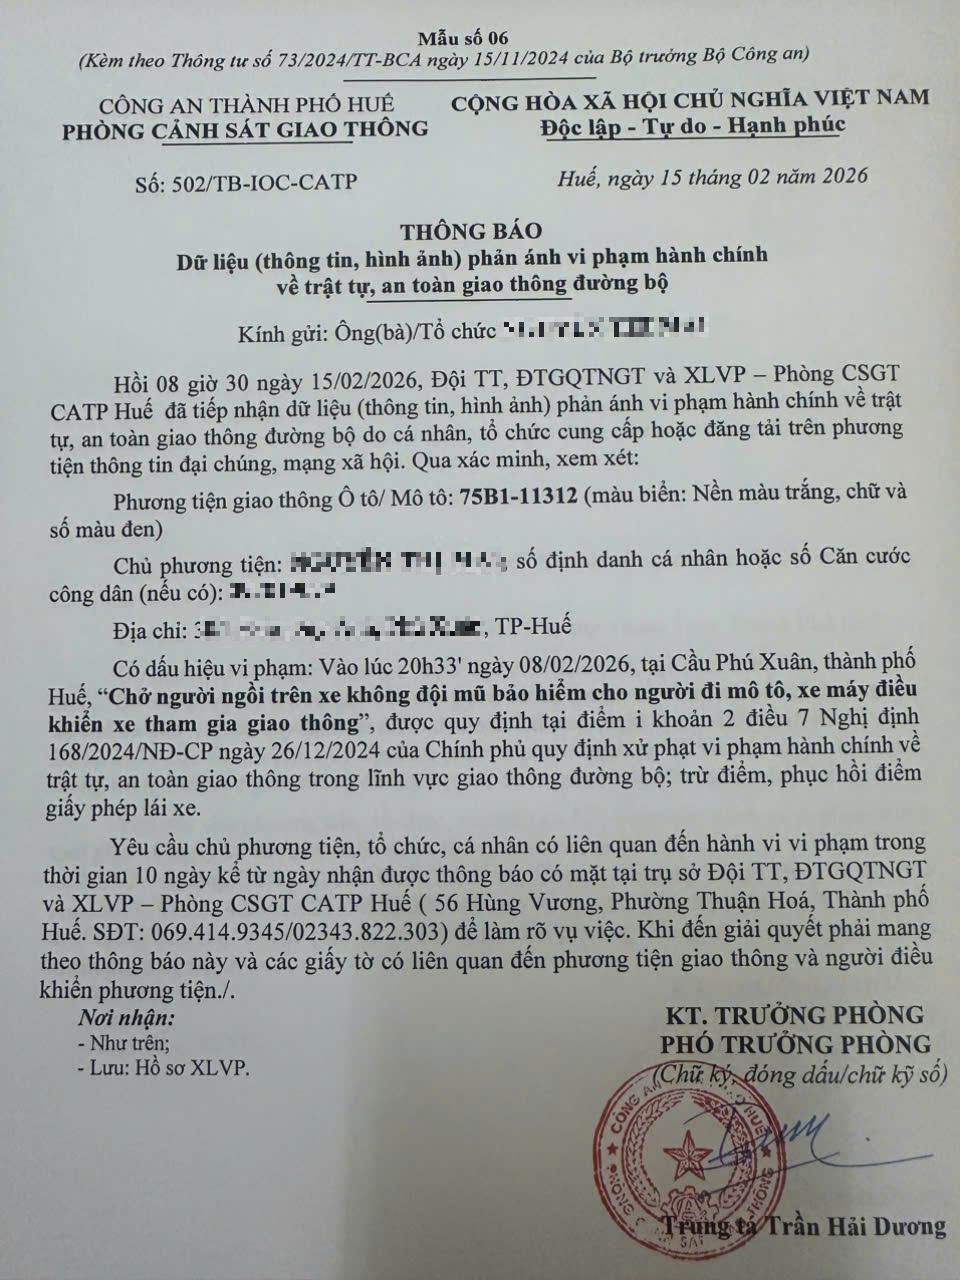 Mẫu số 06
(Kèm theo Thông tư số 73/2024/TT-BCA ngày 15/11/2024 của Bộ trưởng Bộ Công an)
CÔNG AN THÀNH PHỐ HUẾ
PHÒNG CẢNH SÁT GIAO THÔNG
CỘNG HÒA XÃ HỘI CHỦ NGHĨA VIỆT NAM
Độc lập - Tự do - Hạnh phúc
Số: 502/TB-IOC-CATP
Huế, ngày 15 tháng 02 năm 2026
THÔNG BÁO
Dữ liệu (thông tin, hình ảnh) phản ánh vi phạm hành chính
về trật tự, an toàn giao thông đường bộ
Kính gửi: Ông(bà)/Tổ chức
Hồi 08 giờ 30 ngày 15/02/2026, Đội TT, ĐTGQTNGT và XLVP – Phòng CSGT
CATP Huế đã tiếp nhận dữ liệu (thông tin, hình ảnh) phản ánh vi phạm hành chính về trật
tự, an toàn giao thông đường bộ do cá nhân, tổ chức cung cấp hoặc đăng tải trên phương
tiện thông tin đại chúng, mạng xã hội. Qua xác minh, xem xét:
Phương tiện giao thông Ô tô/ Mô tô: 75B1-11312 (màu biển: Nền màu trắng, chữ và
số màu đen)
Chủ phương tiện: số định danh cá nhân hoặc số Căn cước
công dân (nếu có):
Địa chỉ: , TP-Huế
Có dấu hiệu vi phạm: Vào lúc 20h33' ngày 08/02/2026, tại Cầu Phú Xuân, thành phố
Huế, “Chở người ngồi trên xe không đội mũ bảo hiểm cho người đi mô tô, xe máy điều
khiển xe tham gia giao thông”, được quy định tại điểm i khoản 2 điều 7 Nghị định
168/2024/NĐ-CP ngày 26/12/2024 của Chính phủ quy định xử phạt vi phạm hành chính về
trật tự, an toàn giao thông trong lĩnh vực giao thông đường bộ; trừ điểm, phục hồi điểm
giấy phép lái xe.
Yêu cầu chủ phương tiện, tổ chức, cá nhân có liên quan đến hành vi vi phạm trong
thời gian 10 ngày kể từ ngày nhận được thông báo có mặt tại trụ sở Đội TT, ĐTGQTNGT
và XLVP – Phòng CSGT CATP Huế ( 56 Hùng Vương, Phường Thuận Hoá, Thành phố
Huế. SĐT: 069.414.9345/02343.822.303) để làm rõ vụ việc. Khi đến giải quyết phải mang
theo thông báo này và các giấy tờ có liên quan đến phương tiện giao thông và người điều
khiển phương tiện./.
Nơi nhận:
- Như trên;
- Lưu: Hồ sơ XLVP.
KT. TRƯỞNG PHÒNG
PHÓ TRƯỞNG PHÒNG
(Chữ ký, đóng dấu/chữ kỹ số)
CÔNG AN
Trung tá Trần Hải Dương